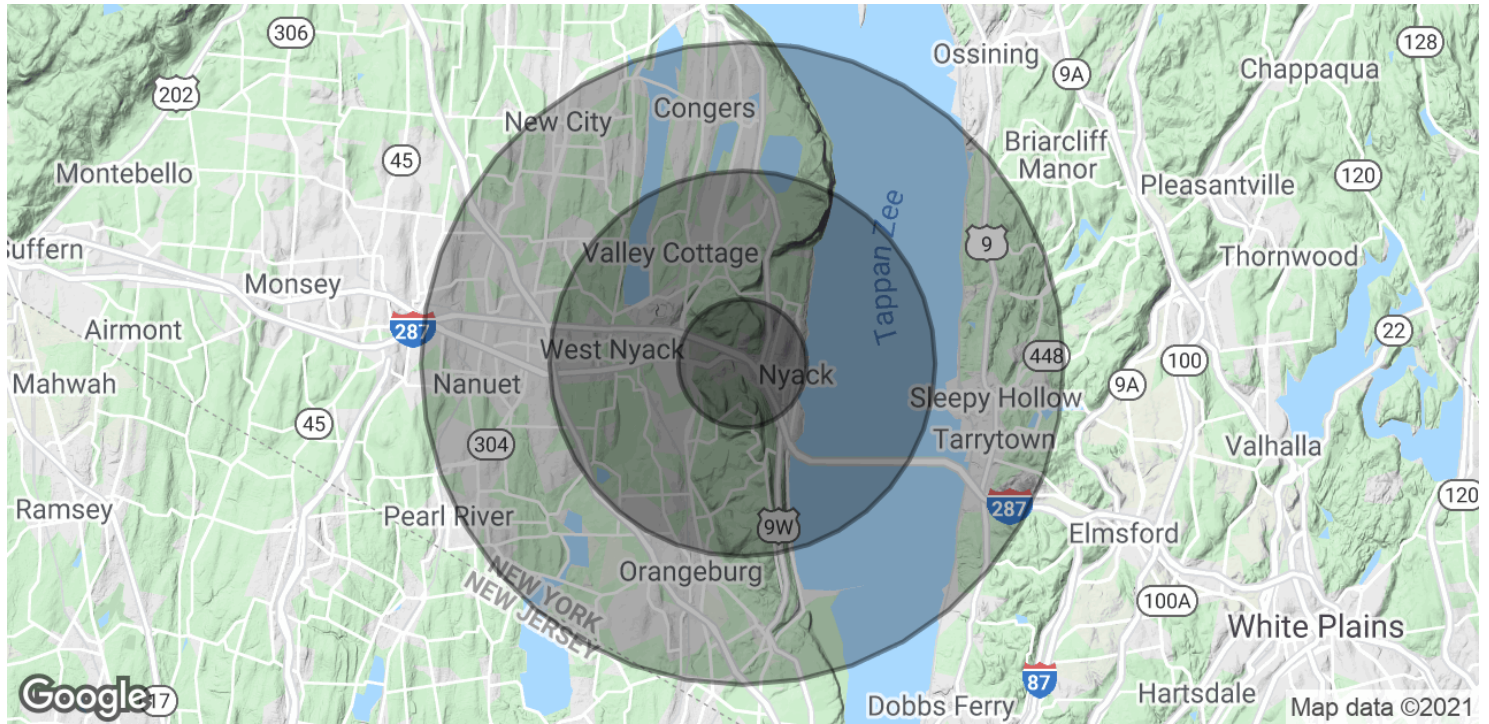 306
Ossining
128
9A
Chappaqua
202
Congers
New City
Briarcliff
Manor
45
Montebello
120
Pleasantville
Tappan Zee
9
Suffern
Valley Cottage
Thornwood
Monsey
Airmont
287
22
West Nyack
448
100
Mahwah
Nanuet
Nyack
9A
Sleepy Hollow
45
304
Tarrytown
Valhalla
120
Ramsey
Pearl River
287
9W
Elmsford
Orangeburg
NEW YORK
NEW JERSEY
100A
White Plains
87
Google
17
Dobbs Ferry
Hartsdale
Map data ©2021